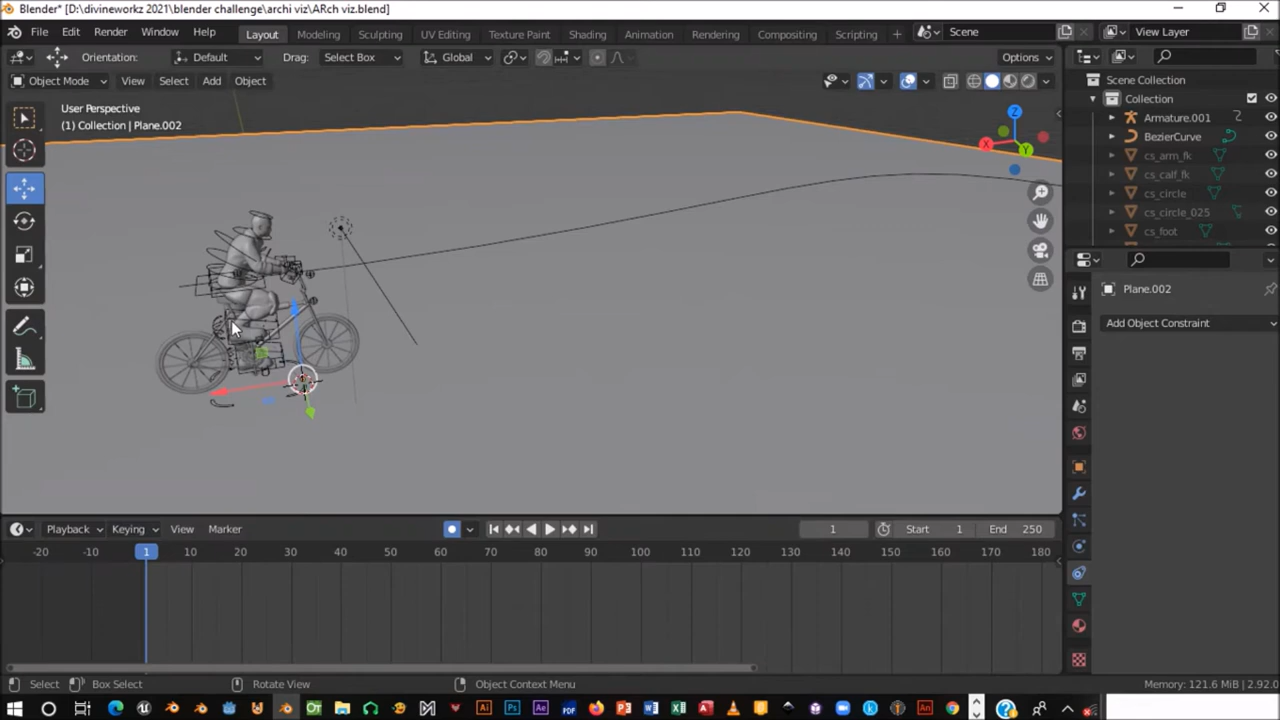 Blender* [D:\divineworkz 2021\blender challenge\archi viz\ARch viz.blend]
File Edit Render Window Help Layout Modeling Sculpting UV Editing Texture Paint Shading Animation Rendering Compositing Scripting + Scene View Layer
Orientation: Default Drag: Select Box Global Options
Object Mode View Select Add Object
User Perspective
(1) Collection | Plane.002
Z
X
Y
Scene Collection
Collection
Armature.001
BezierCurve
cs_arm_fk
cs_calf_fk
cs_circle
cs_circle_025
cs_foot
Plane.002
Add Object Constraint
Playback Keying View Marker 1 Start 1 End 250
-20 -10 1 10 20 30 40 50 60 70 80 90 100 110 120 130 140 150 160 170 180
Select Box Select Rotate View Object Context Menu Memory: 121.6 MiB | 2.92.0